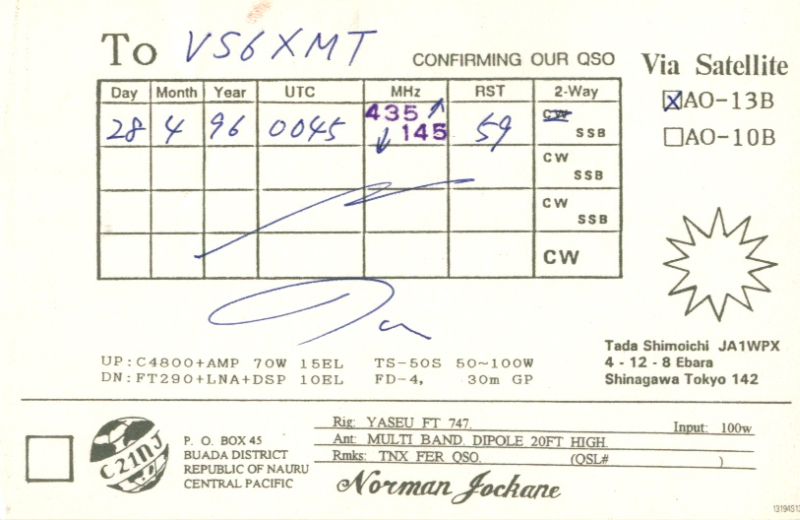 To VS6XMT CONFIRMING OUR QSO
Via Satellite
AO-13B
AO-10B
Day Month Year UTC MHz RST 2-Way
28 4 96 0045 435 ↑ ↓ 145 59 CW SSB
CW SSB
CW SSB
CW
UP:C4800+AMP 70W 15EL TS-50S 50~100W
DN:FT290+LNA+DSP 10EL FD-4, 30m GP
Tada Shimoichi JA1WPX
4 - 12 - 8 Ebara
Shinagawa Tokyo 142
C21NJ
P. O. BOX 45
BUADA DISTRICT
REPUBLIC OF NAURU
CENTRAL PACIFIC
Rig: YASEU FT 747. Input: 100w
Ant: MULTI BAND. DIPOLE 20FT HIGH.
Rmks: TNX FER QSO. (QSL# )
Norman Jockane